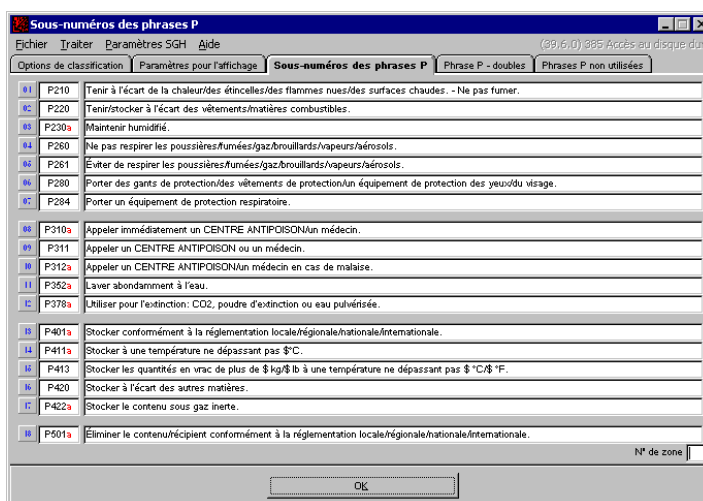 Sous-numéros des phrases P
Fichier Traiter Paramètres SGH Aide (39,6,0) 385 Accès au disque dur
Options de classification Paramètres pour l'affichage Sous-numéros des phrases P Phrase P - doubles Phrases P non utilisées
01 P210 Tenir à l'écart de la chaleur/des étincelles/des flammes nues/des surfaces chaudes. - Ne pas fumer.
02 P220 Tenir/stocker à l'écart des vêtements/matières combustibles.
03 P230a Maintenir humidifié.
04 P260 Ne pas respirer les poussières/fumées/gaz/brouillards/vapeurs/aérosols.
05 P261 Éviter de respirer les poussières/fumées/gaz/brouillards/vapeurs/aérosols.
06 P280 Porter des gants de protection/des vêtements de protection/un équipement de protection des yeux/du visage.
07 P284 Porter un équipement de protection respiratoire.
08 P310a Appeler immédiatement un CENTRE ANTIPOISON/un médecin.
09 P311 Appeler un CENTRE ANTIPOISON ou un médecin.
10 P312a Appeler un CENTRE ANTIPOISON/un médecin en cas de malaise.
11 P352a Laver abondamment à l'eau.
12 P378a Utiliser pour l'extinction: CO2, poudre d'extinction ou eau pulvérisée.
13 P401a Stocker conformément à la réglementation locale/régionale/nationale/internationale.
14 P411a Stocker à une température ne dépassant pas $°C.
15 P413 Stocker les quantités en vrac de plus de $ kg/$ lb à une température ne dépassant pas $ °C/$ °F.
16 P420 Stocker à l'écart des autres matières.
17 P422a Stocker le contenu sous gaz inerte.
18 P501a Éliminer le contenu/récipient conformément à la réglementation locale/régionale/nationale/internationale.
N° de zone
OK